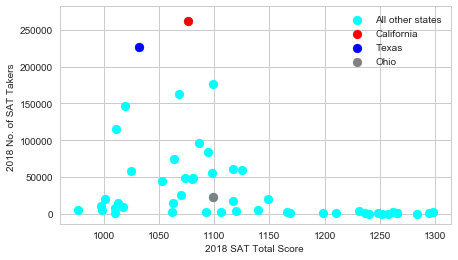 All other states
California
Texas
Ohio
250000
200000
150000
100000
50000
0
2018 No. of SAT Takers
1000
1050
1100
1150
1200
1250
1300
2018 SAT Total Score